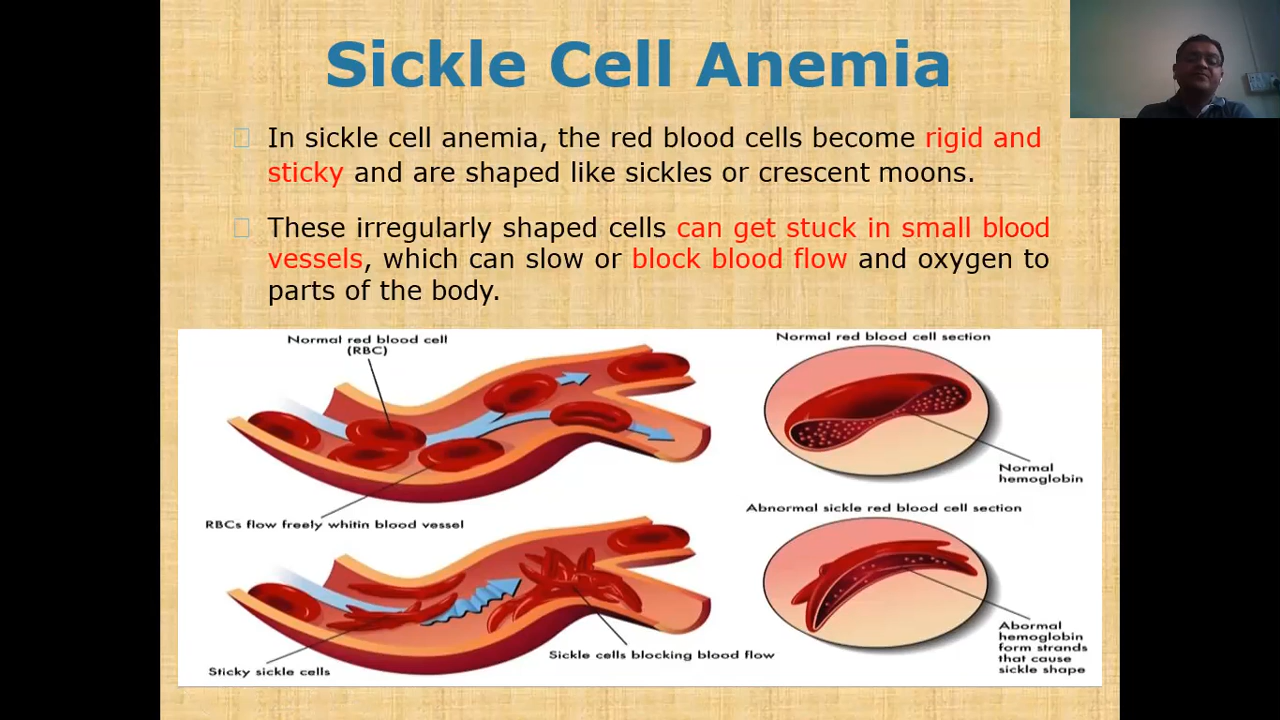 Sickle Cell Anemia
In sickle cell anemia, the red blood cells become rigid and
sticky and are shaped like sickles or crescent moons.
These irregularly shaped cells can get stuck in small blood
vessels, which can slow or block blood flow and oxygen to
parts of the body.
Normal red blood cell
(RBC)
RBCs flow freely whitin blood vessel
Normal red blood cell section
Normal
hemoglobin
Sticky sickle cells
Sickle cells blocking blood flow
Abnormal sickle red blood cell section
Abormal
hemoglobin
form strands
that cause
sickle shape